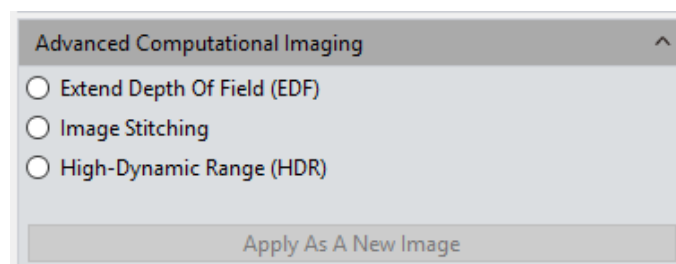 Advanced Computational Imaging
Extend Depth Of Field (EDF)
Image Stitching
High-Dynamic Range (HDR)
Apply As A New Image